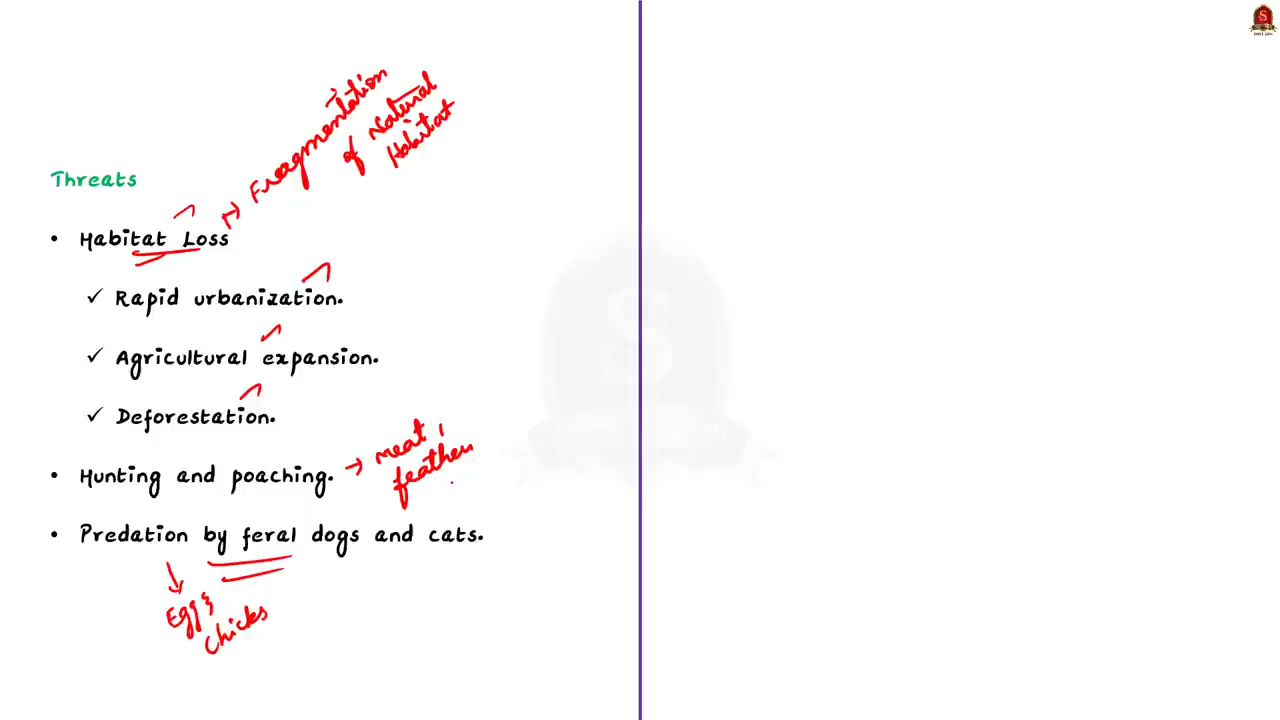 Fragmentation
of Natural
Habitat
Threats
• Habitat Loss
✓ Rapid urbanization.
✓ Agricultural expansion.
✓ Deforestation.
• Hunting and poaching. → meat,
feathers
• Predation by feral dogs and cats.
Eggs
chicks
S